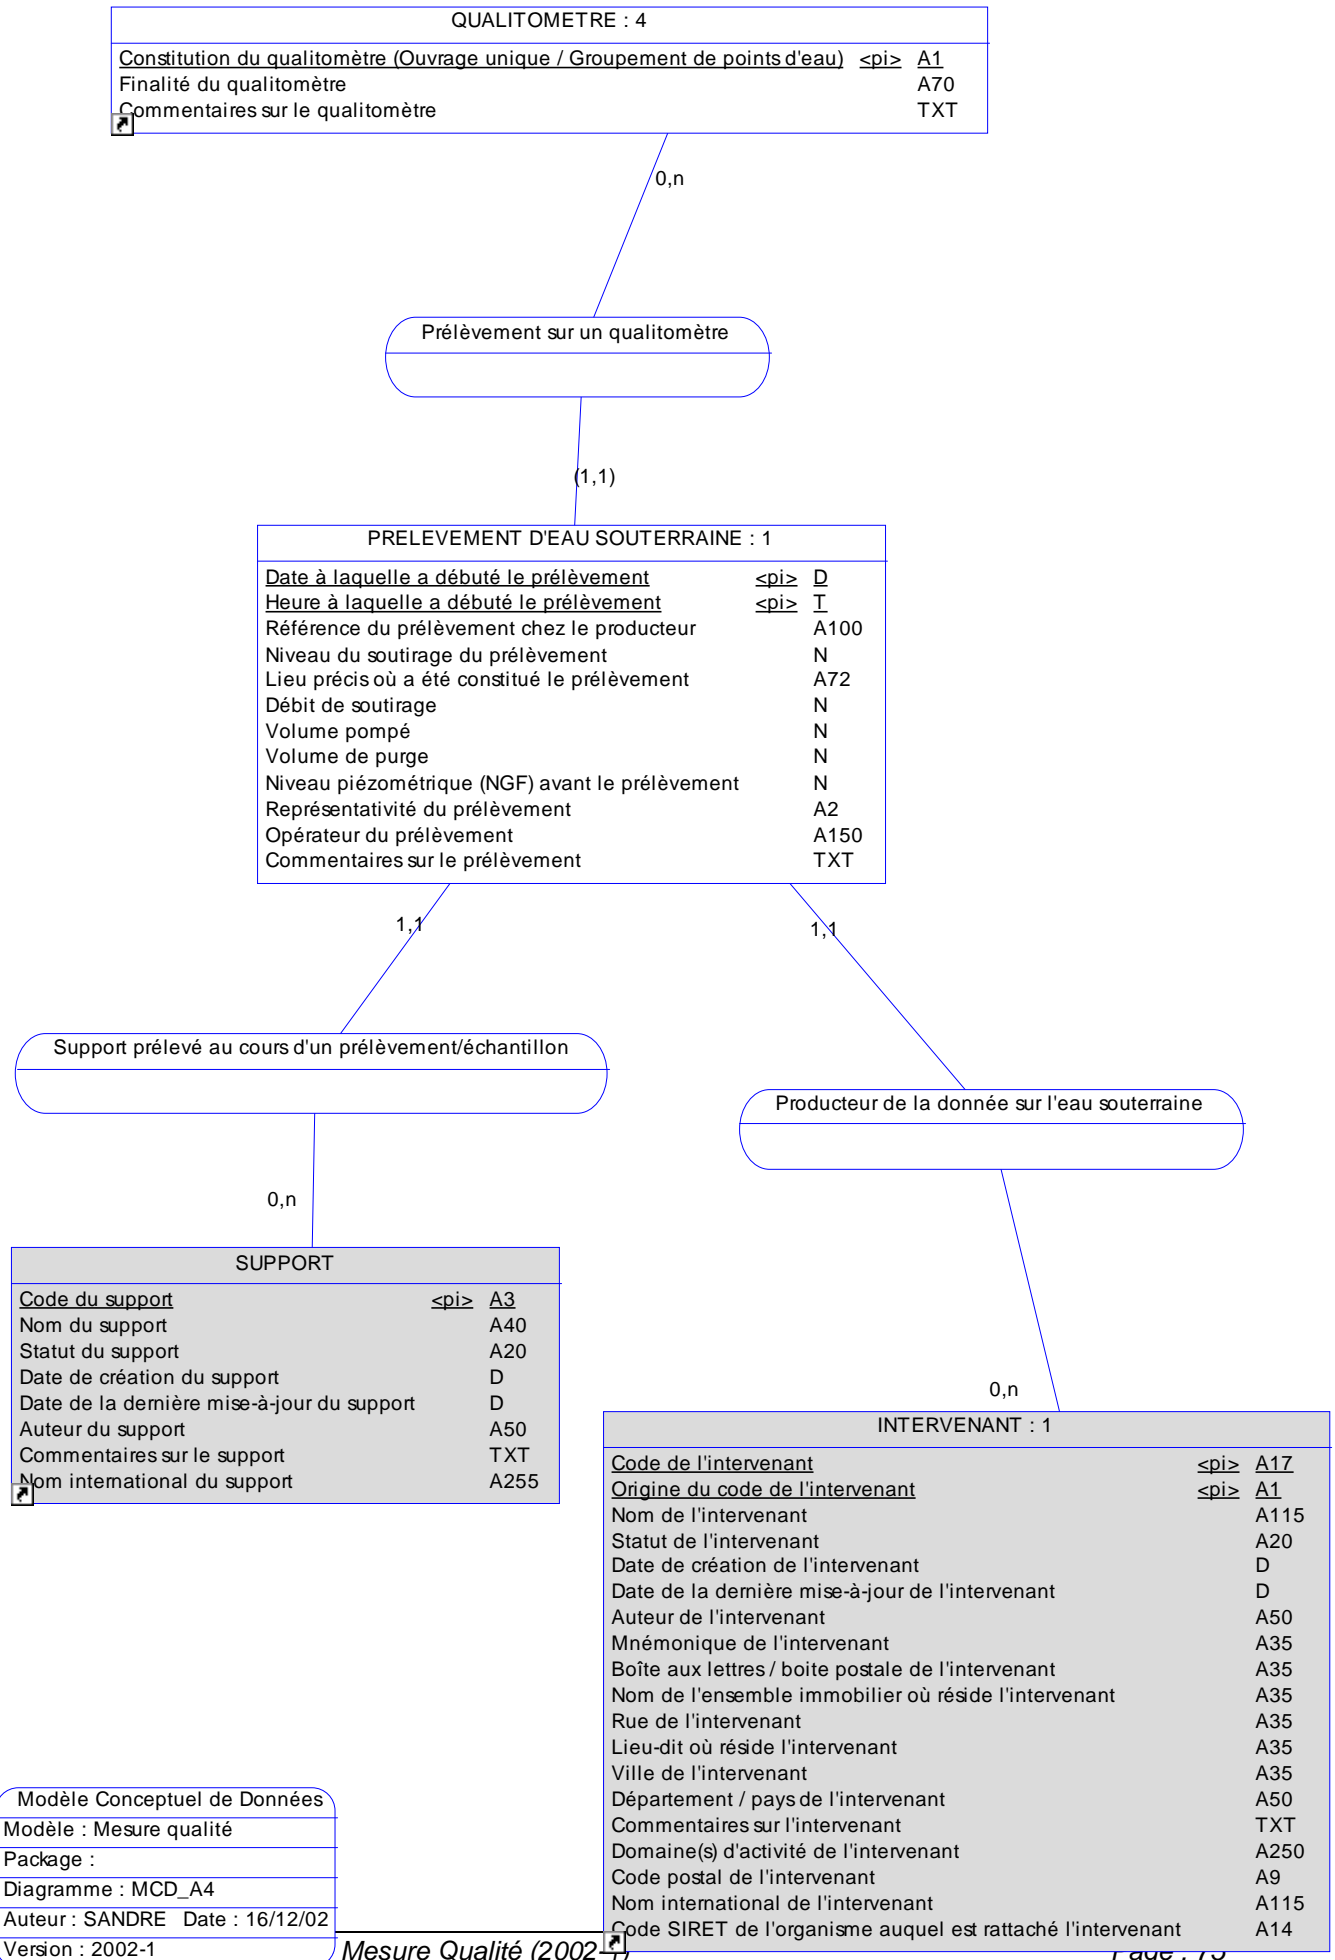 QUALITOMETRE : 4
Constitution du qualitomètre (Ouvrage unique / Groupement de points d'eau) <pi> A1
Finalité du qualitomètre A70
Commentaires sur le qualitomètre TXT
0,n
Prélèvement sur un qualitomètre
(1,1)
PRELEVEMENT D'EAU SOUTERRAINE : 1
Date à laquelle a débuté le prélèvement <pi> D
Heure à laquelle a débuté le prélèvement <pi> T
Référence du prélèvement chez le producteur A100
Niveau du soutirage du prélèvement N
Lieu précis où a été constitué le prélèvement A72
Débit de soutirage N
Volume pompé N
Volume de purge N
Niveau piézométrique (NGF) avant le prélèvement N
Représentativité du prélèvement A2
Opérateur du prélèvement A150
Commentaires sur le prélèvement TXT
1,1
1,1
Support prélevé au cours d'un prélèvement/échantillon
Producteur de la donnée sur l'eau souterraine
0,n
SUPPORT
Code du support <pi> A3
Nom du support A40
Statut du support A20
Date de création du support D
Date de la dernière mise-à-jour du support D
Auteur du support A50
Commentaires sur le support TXT
Nom international du support A255
0,n
INTERVENANT : 1
Code de l'intervenant <pi> A17
Origine du code de l'intervenant <pi> A1
Nom de l'intervenant A115
Statut de l'intervenant A20
Date de création de l'intervenant D
Date de la dernière mise-à-jour de l'intervenant D
Auteur de l'intervenant A50
Mnémonique de l'intervenant A35
Boîte aux lettres / boite postale de l'intervenant A35
Nom de l'ensemble immobilier où réside l'intervenant A35
Rue de l'intervenant A35
Lieu-dit où réside l'intervenant A35
Ville de l'intervenant A35
Département / pays de l'intervenant A50
Commentaires sur l'intervenant TXT
Domaine(s) d'activité de l'intervenant A250
Code postal de l'intervenant A9
Nom international de l'intervenant A115
Code SIRET de l'organisme auquel est rattaché l'intervenant A14
Modèle Conceptuel de Données
Modèle : Mesure qualité
Package :
Diagramme : MCD_A4
Auteur : SANDRE Date : 16/12/02
Version : 2002-1
Mesure Qualité (2002-1)
Page : 75